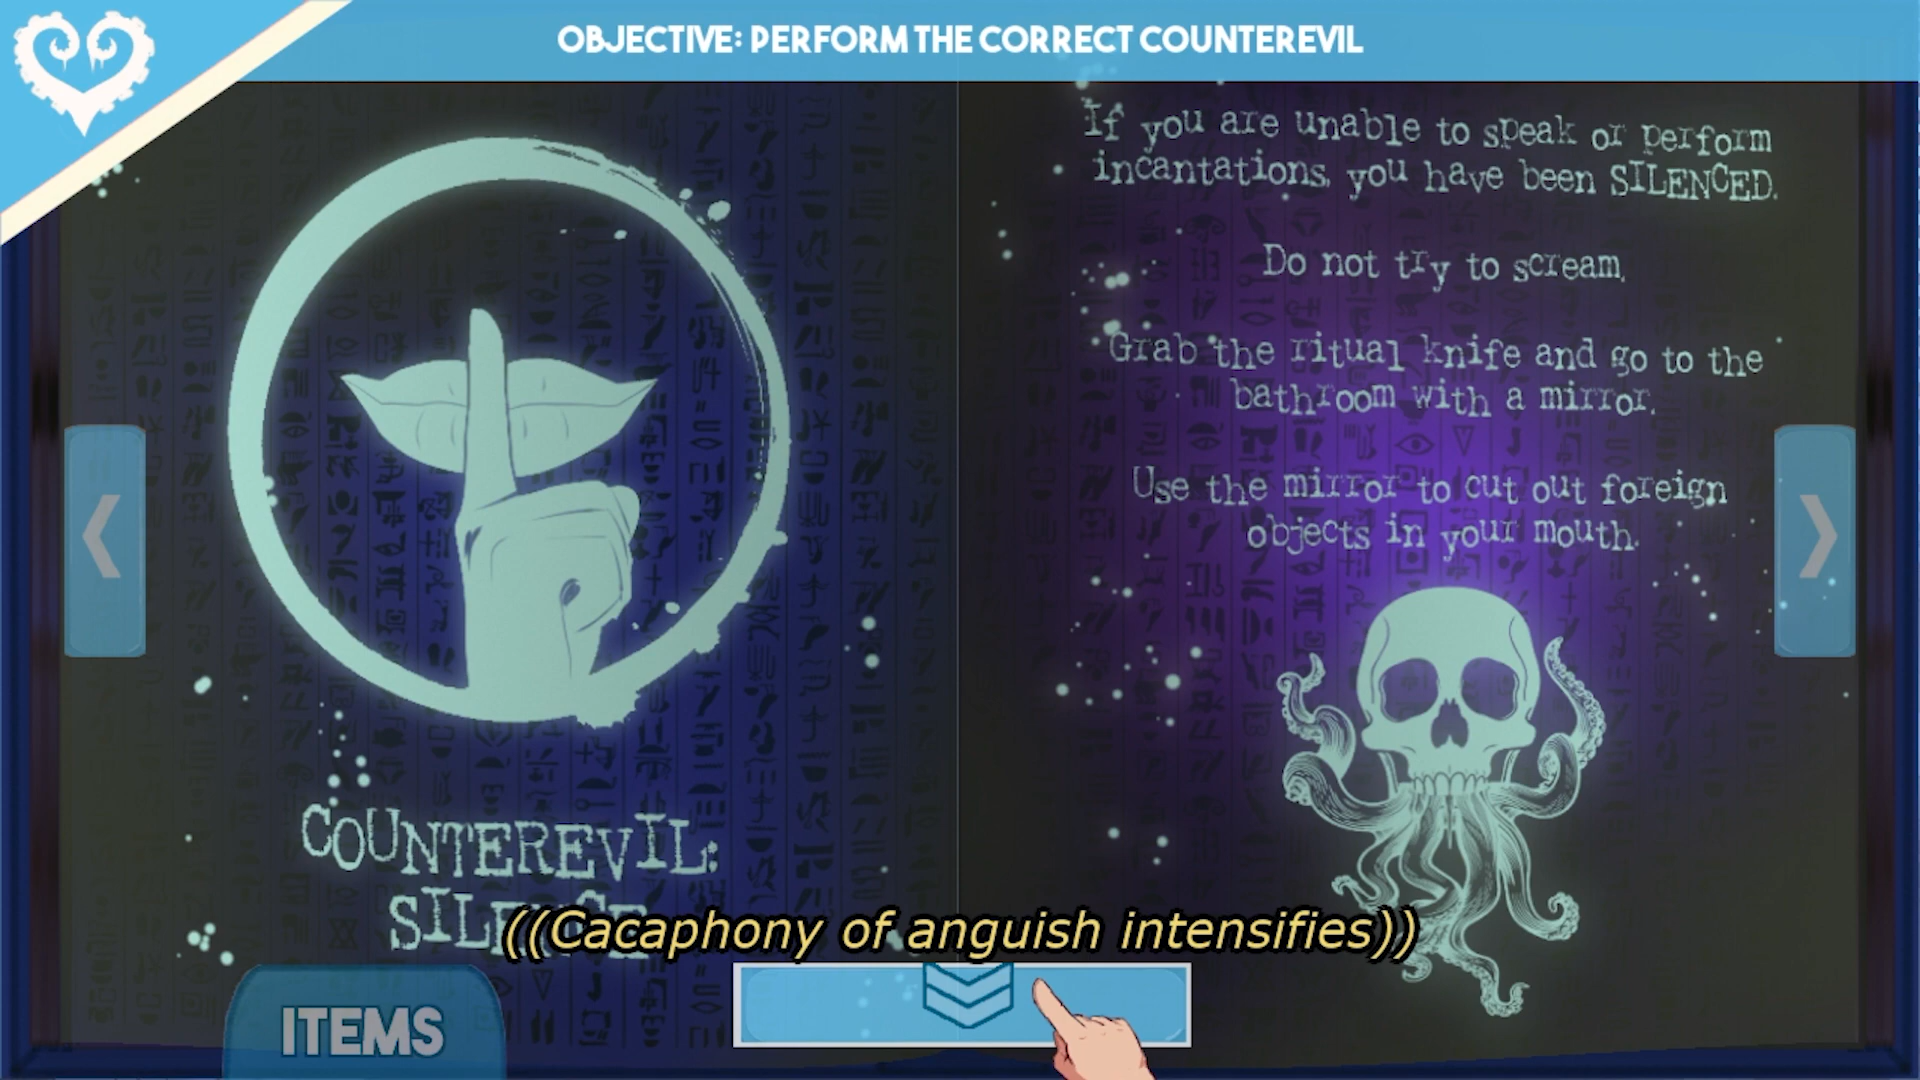 OBJECTIVE: PERFORM THE CORRECT COUNTEREVIL
COUNTEREVIL:
SILENCE
If you are unable to speak or perform
incantations, you have been SILENCED.
Do not try to scream.
Grab the ritual knife and go to the
bathroom with a mirror.
Use the mirror to cut out foreign
objects in your mouth.
((Cacaphony of anguish intensifies))
ITEMS